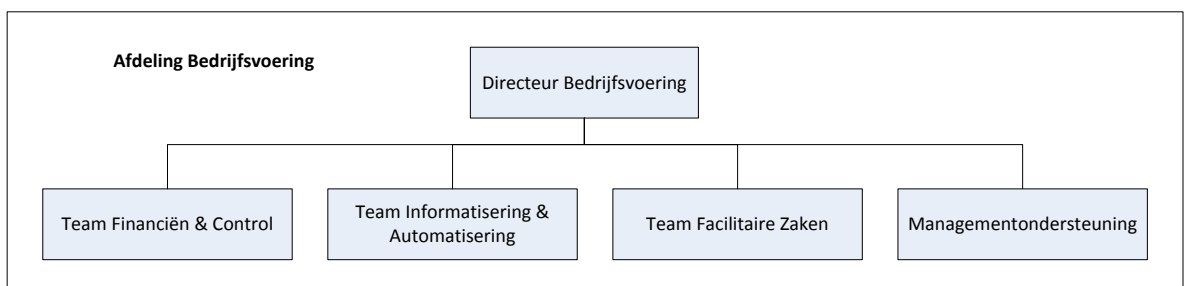 Afdeling Bedrijfsvoering
Directeur Bedrijfsvoering
Team Financiën & Control
Team Informatisering &
Automatisering
Team Facilitaire Zaken
Managementondersteuning